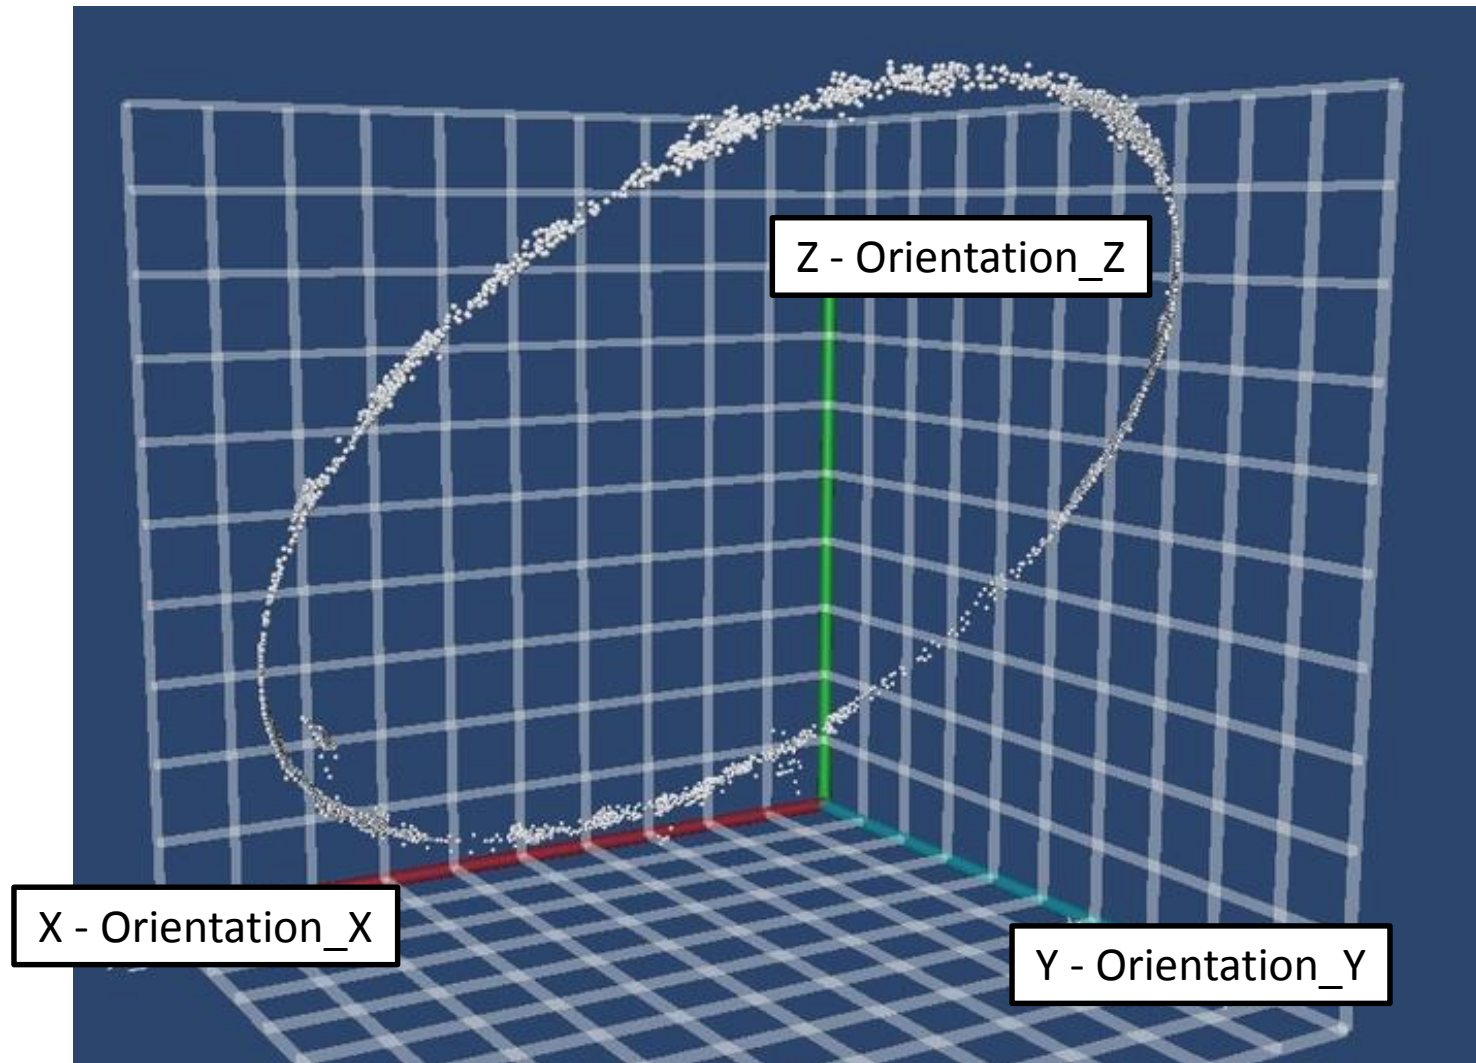 Z - Orientation_Z
X - Orientation_X
Y - Orientation_Y